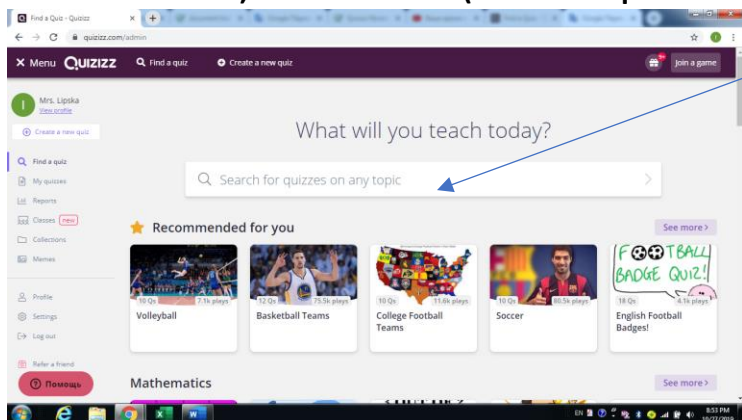 Find a Quiz - Quizizz
quizizz.com/admin
Menu QUIZIZZ Find a quiz Create a new quiz Join a game
Mrs. Lipska
View profile
Create a new quiz
What will you teach today?
Find a quiz
Search for quizzes on any topic
My quizzes
Reports
Classes new
Collections
Memes
Recommended for you See more
10 Qs 7.1k plays
Volleyball
12 Qs 75.5k plays
Basketball Teams
10 Qs 11.6k plays
College Football Teams
10 Qs 80.5k plays
Soccer
FOOTBALL BADGE QUIZ!
18 Qs 4.1k plays
English Football Badges!
Profile
Settings
Log out
Refer a friend
Помощь
Mathematics See more
EN 8:53 PM
10/27/2019